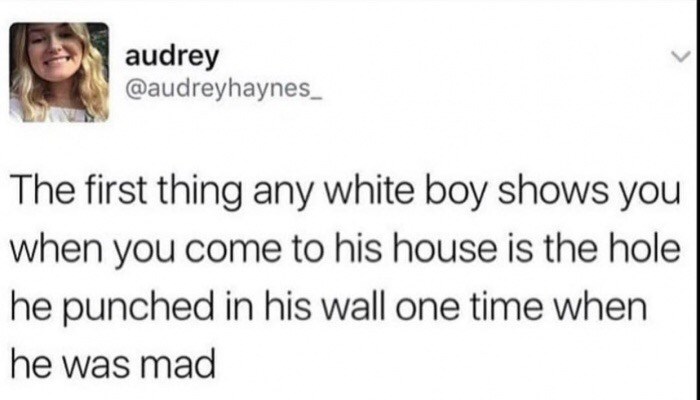 audrey
@audreyhaynes_
The first thing any white boy shows you
when you come to his house is the hole
he punched in his wall one time when
he was mad